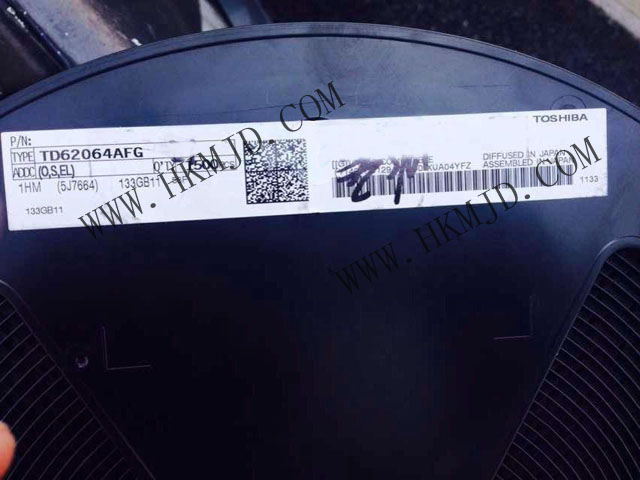 TOSHIBA
P/N:
TYPE TD62064AFG
ADDC (O,S,EL)
1HM (5J7664) 133GB11
133GB11
DIFFUSED IN JAPAN
ASSEMBLED IN JAPAN
KUA04YFZ
1133
WWW.HKMJD.COM
WWW.HKMJD.COM